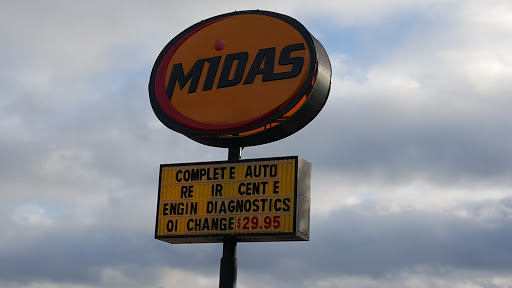 MIDAS
COMPLETE AUTO
RE IR CENTE
ENGIN DIAGNOSTICS
OI CHANGE $29.95